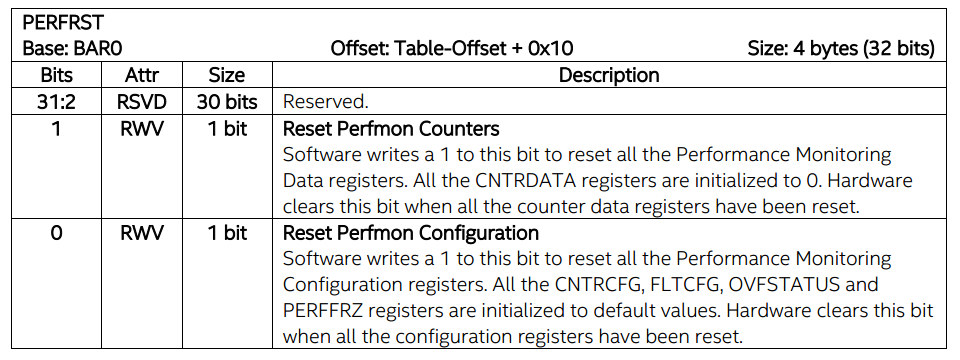 PERFRST
Base: BAR0 Offset: Table-Offset + 0x10 Size: 4 bytes (32 bits)
Bits Attr Size Description
31:2 RSVD 30 bits Reserved.
1 RWV 1 bit Reset Perfmon Counters
Software writes a 1 to this bit to reset all the Performance Monitoring
Data registers. All the CNTRDATA registers are initialized to 0. Hardware
clears this bit when all the counter data registers have been reset.
0 RWV 1 bit Reset Perfmon Configuration
Software writes a 1 to this bit to reset all the Performance Monitoring
Configuration registers. All the CNTRCFG, FLTCFG, OVFSTATUS and
PERFFRZ registers are initialized to default values. Hardware clears this bit
when all the configuration registers have been reset.